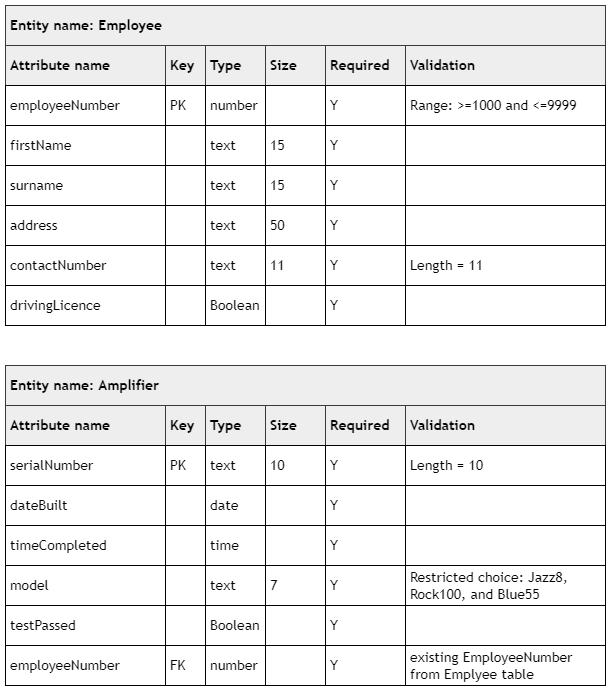 Entity name: Employee
Attribute name Key Type Size Required Validation
employeeNumber PK number Y Range: >=1000 and <=9999
firstName text 15 Y
surname text 15 Y
address text 50 Y
contactNumber text 11 Y Length = 11
drivingLicence Boolean Y
Entity name: Amplifier
Attribute name Key Type Size Required Validation
serialNumber PK text 10 Y Length = 10
dateBuilt date Y
timeCompleted time Y
model text 7 Y Restricted choice: Jazz8,
Rock100, and Blue55
testPassed Boolean Y
employeeNumber FK number Y existing EmployeeNumber
from Emplyee table